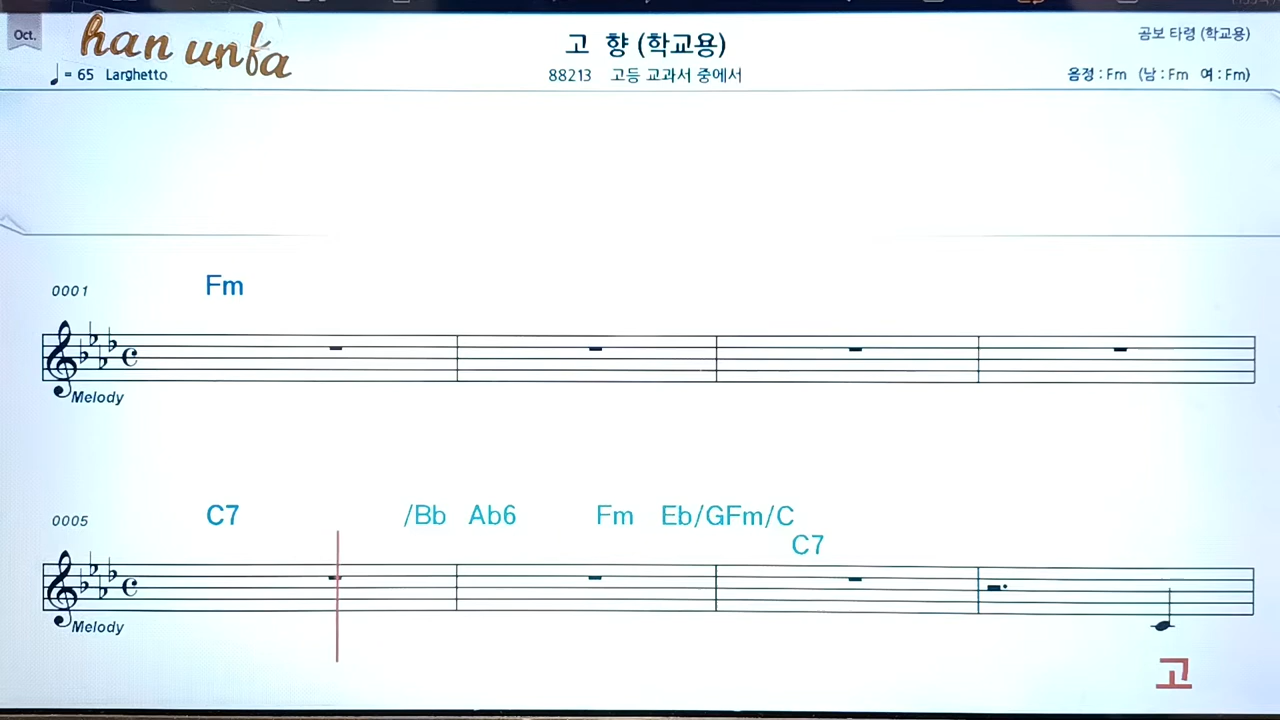 Oct.
han unfa
고 향 (학교용)
곰보 타령 (학교용)
= 65 Larghetto
88213 고등 교과서 중에서
음정 : Fm (남 : Fm 여 : Fm)
0001
Fm
Melody
0005
C7 /Bb Ab6 Fm Eb/GFm/C
C7
Melody
고